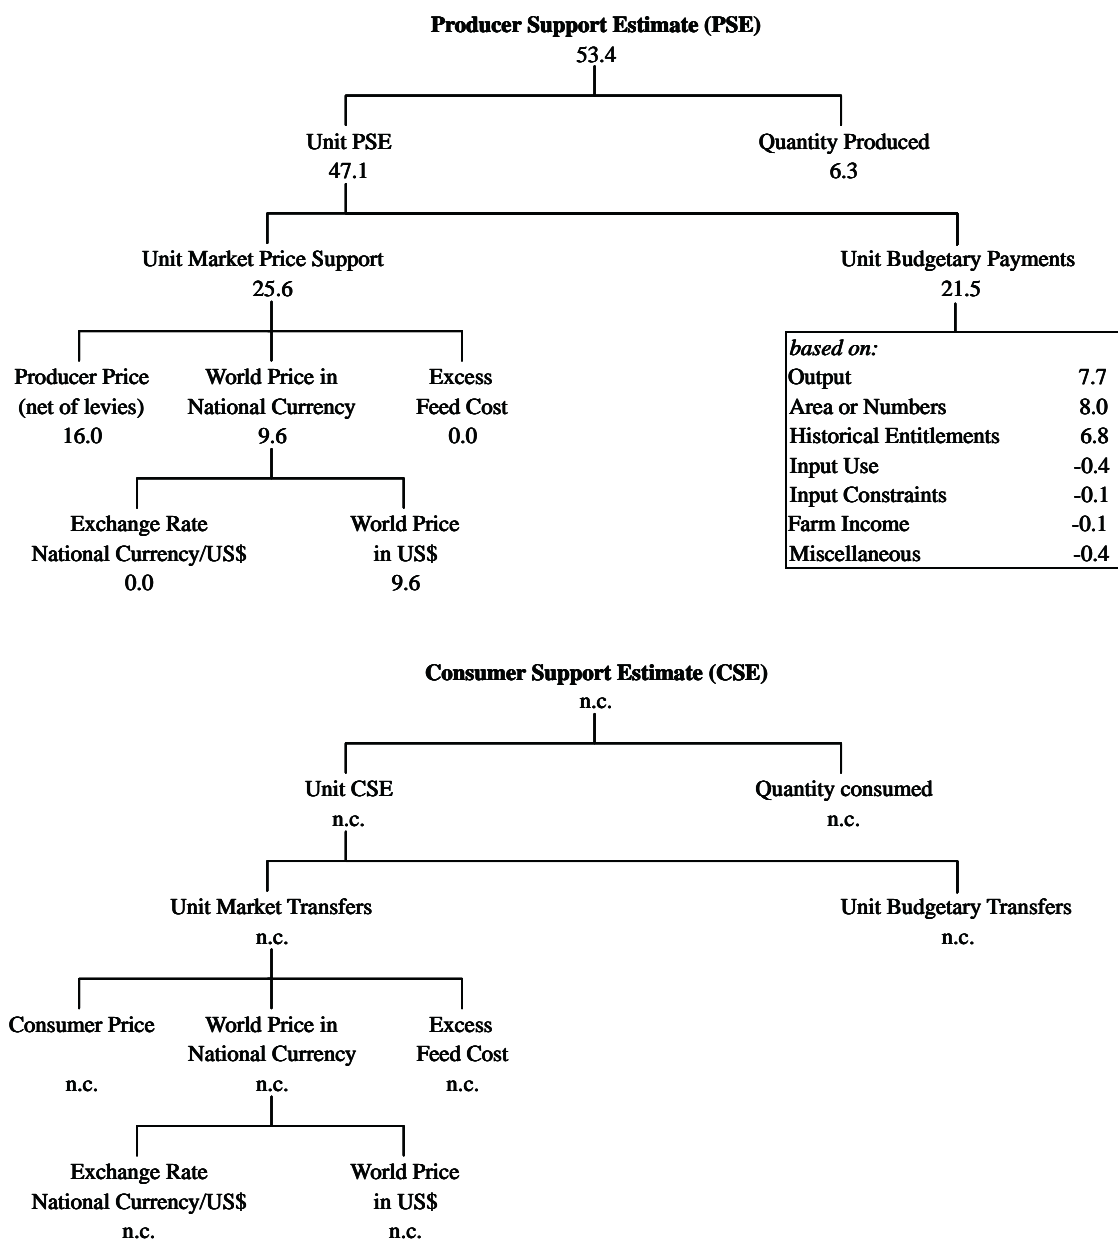 Producer Support Estimate (PSE)
53.4
Unit PSE
Quantity Produced
47.1
6.3
Unit Market Price Support
Unit Budgetary Payments
25.6
21.5
based on:
Producer Price
World Price in
Excess
Output 7.7
(net of levies)
National Currency
Feed Cost
Area or Numbers 8.0
16.0
9.6
0.0
Historical Entitlements 6.8
Input Use -0.4
Input Constraints -0.1
Exchange Rate
World Price
Farm Income -0.1
National Currency/US$
in US$
Miscellaneous -0.4
0.0
9.6
Consumer Support Estimate (CSE)
n.c.
Unit CSE
Quantity consumed
n.c.
n.c.
Unit Market Transfers
Unit Budgetary Transfers
n.c.
n.c.
Consumer Price
World Price in
Excess
National Currency
Feed Cost
n.c.
n.c.
n.c.
Exchange Rate
World Price
National Currency/US$
in US$
n.c.
n.c.